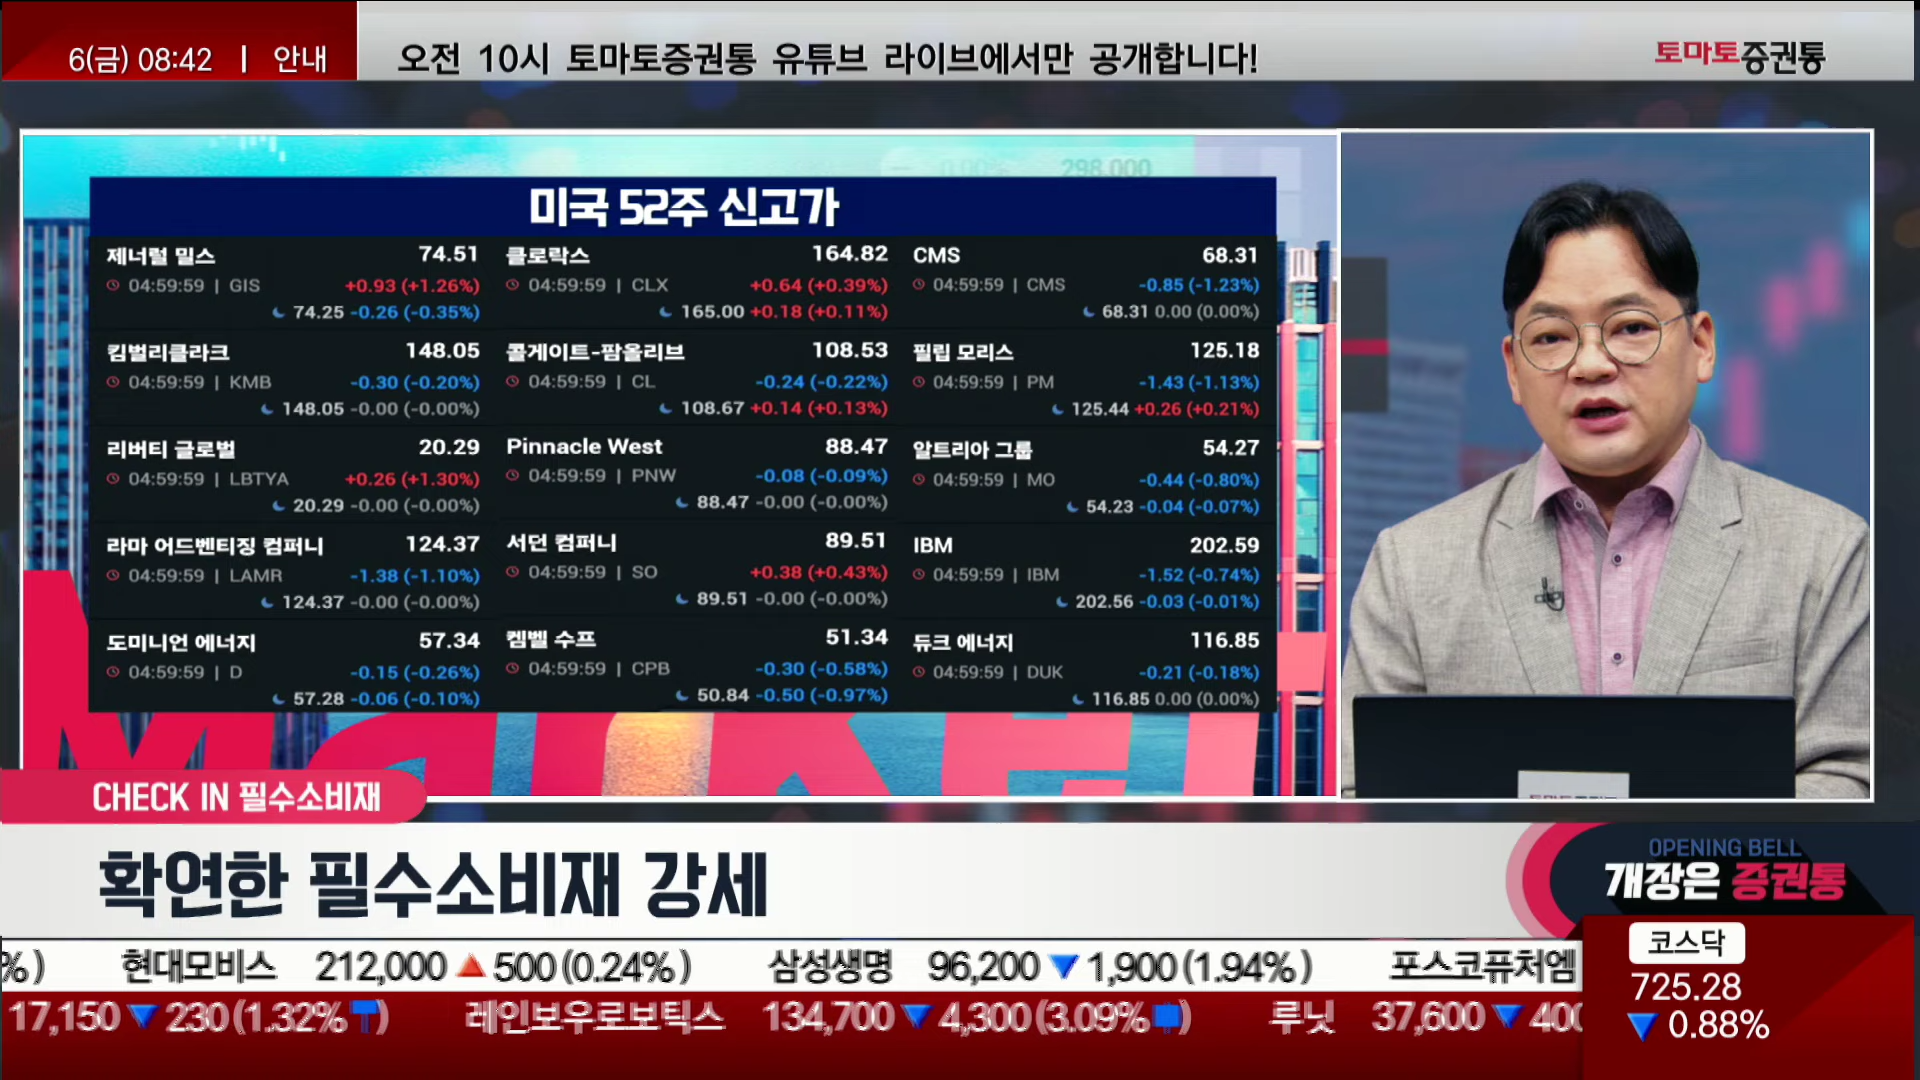 6(금) 08:42 | 안내
오전 10시 토마토증권통 유튜브 라이브에서만 공개합니다!
토마토증권통
0.00% 298,000
미국 52주 신고가
제너럴 밀스 74.51
04:59:59 | GIS +0.93 (+1.26%)
74.25 -0.26 (-0.35%)
클로락스 164.82
04:59:59 | CLX +0.64 (+0.39%)
165.00 +0.18 (+0.11%)
CMS 68.31
04:59:59 | CMS -0.85 (-1.23%)
68.31 0.00 (0.00%)
킴벌리클라크 148.05
04:59:59 | KMB -0.30 (-0.20%)
148.05 -0.00 (-0.00%)
콜게이트-팜올리브 108.53
04:59:59 | CL -0.24 (-0.22%)
108.67 +0.14 (+0.13%)
필립 모리스 125.18
04:59:59 | PM -1.43 (-1.13%)
125.44 +0.26 (+0.21%)
리버티 글로벌 20.29
04:59:59 | LBTYA +0.26 (+1.30%)
20.29 -0.00 (-0.00%)
Pinnacle West 88.47
04:59:59 | PNW -0.08 (-0.09%)
88.47 -0.00 (-0.00%)
알트리아 그룹 54.27
04:59:59 | MO -0.44 (-0.80%)
54.23 -0.04 (-0.07%)
라마 어드벤티징 컴퍼니 124.37
04:59:59 | LAMR -1.38 (-1.10%)
124.37 -0.00 (-0.00%)
서던 컴퍼니 89.51
04:59:59 | SO +0.38 (+0.43%)
89.51 -0.00 (-0.00%)
IBM 202.59
04:59:59 | IBM -1.52 (-0.74%)
202.56 -0.03 (-0.01%)
도미니언 에너지 57.34
04:59:59 | D -0.15 (-0.26%)
57.28 -0.06 (-0.10%)
켐벨 수프 51.34
04:59:59 | CPB -0.30 (-0.58%)
50.84 -0.50 (-0.97%)
듀크 에너지 116.85
04:59:59 | DUK -0.21 (-0.18%)
116.85 0.00 (0.00%)
Market
CHECK IN 필수소비재
확연한 필수소비재 강세
OPENING BELL
개장은 증권통
%) 현대모비스 212,000 ▲ 500(0.24%) 삼성생명 96,200 ▼ 1,900(1.94%) 포스코퓨처엠
17,150 ▼ 230(1.32%) 레인보우로보틱스 134,700 ▼ 4,300(3.09%) 루닛 37,600 ▼ 400
코스닥
725.28
▼ 0.88%